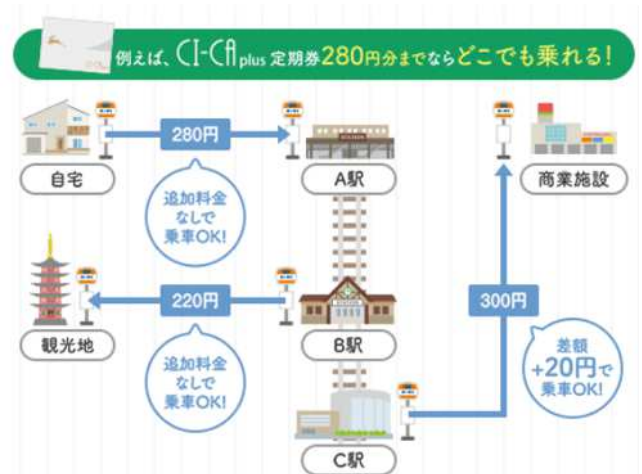 例えば、CI-CA plus 定期券280円分までならどこでも乗れる！
280円
自宅
A駅
商業施設
追加料金
なしで
乗車OK!
220円
300円
観光地
B駅
追加料金
なしで
乗車OK!
差額
+20円で
乗車OK!
C駅